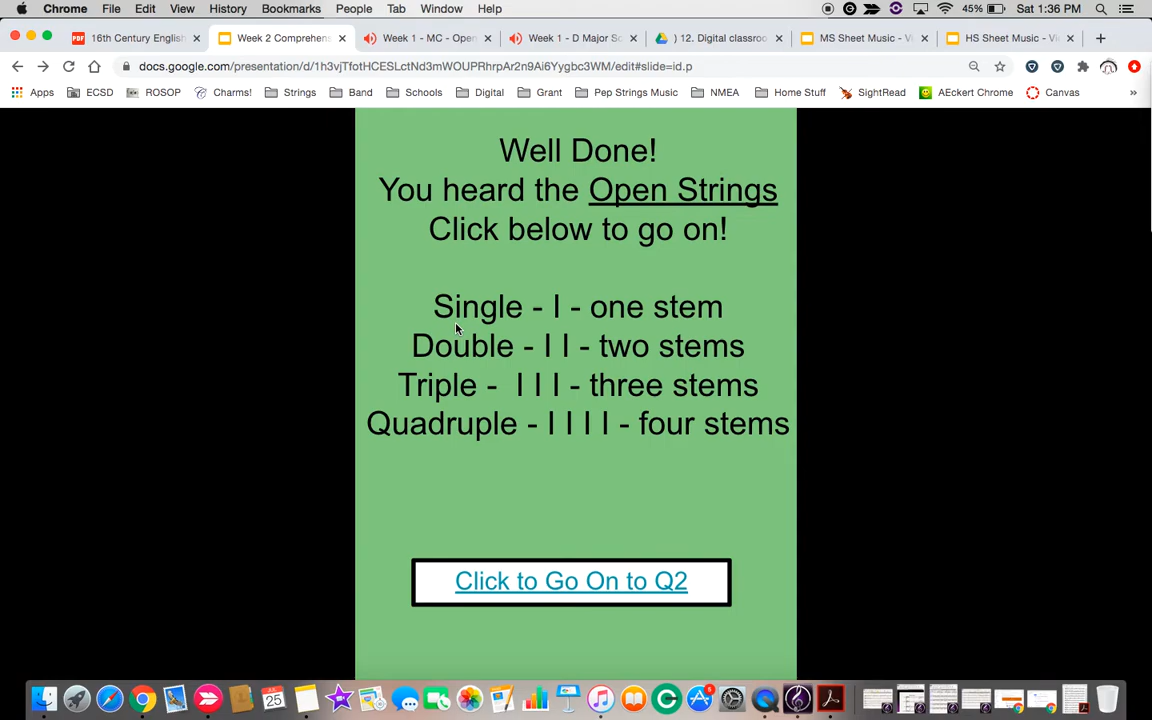 Chrome File Edit View History Bookmarks People Tab Window Help 45% Sat 1:36 PM
16th Century English Week 2 Comprehens Week 1 - MC - Open Week 1 - D Major Sc ) 12. Digital classroo MS Sheet Music - Vi HS Sheet Music - Vie
docs.google.com/presentation/d/1h3vjTfotHCESLctNd3mWOUPRhrpAr2n9Ai6Yygbc3WM/edit#slide=id.p
Apps ECSD ROSOP Charms! Strings Band Schools Digital Grant Pep Strings Music NMEA Home Stuff SightRead AEckert Chrome Canvas »
Well Done!
You heard the Open Strings
Click below to go on!
Single - I - one stem
Double - I I - two stems
Triple - I I I - three stems
Quadruple - I I I I - four stems
Click to Go On to Q2